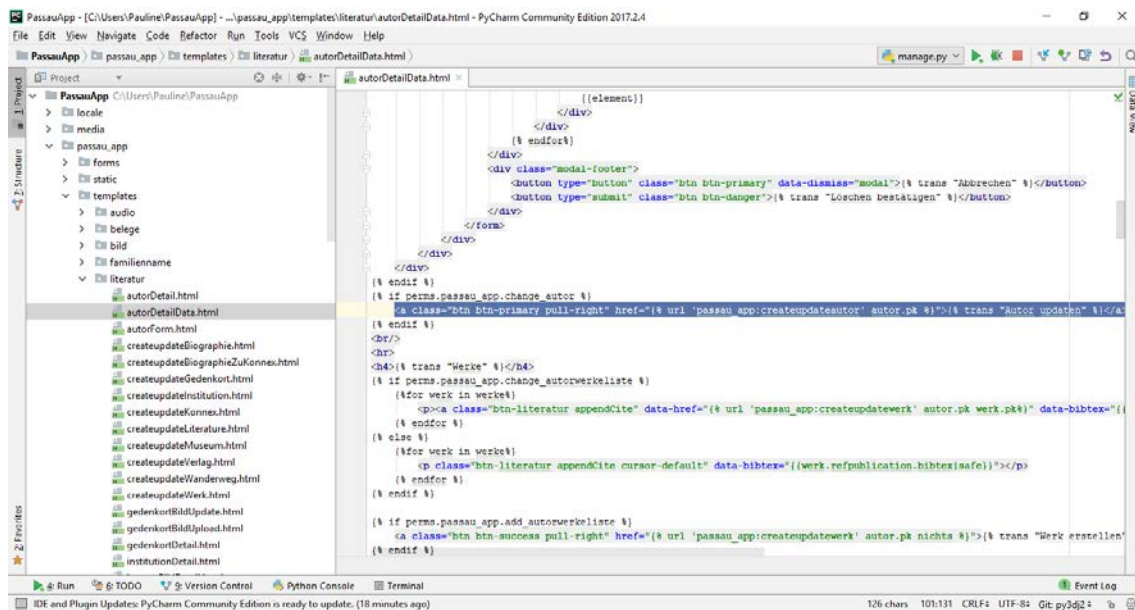 PassauApp - [C:\Users\Pauline\PassauApp] - ...\passau_app\templates\literatur\autorDetailData.html - PyCharm Community Edition 2017.2.4
File Edit View Navigate Code Refactor Run Tools VCS Window Help
PassauApp passau_app templates literatur autorDetailData.html manage.py
Project autorDetailData.html
1: Project
7: Structure
2: Favorites
PassauApp C:\Users\Pauline\PassauApp
locale
media
passau_app
forms
static
templates
audio
belege
bild
familienname
literatur
autorDetail.html
autorDetailData.html
autorForm.html
createupdateBiographie.html
createupdateBiographieZuKonnex.html
createupdateGedenkort.html
createupdateInstitution.html
createupdateKonnex.html
createupdateLiterature.html
createupdateMuseum.html
createupdateVerlag.html
createupdateWanderweg.html
createupdateWerk.html
gedenkortBildUpdate.html
gedenkortBildUpload.html
gedenkortDetail.html
institutionDetail.html
{{element}}
</div>
</div>
{% endfor%}
</div>
<div class="modal-footer">
<button type="button" class="btn btn-primary" data-dismiss="modal">{% trans "Abbrechen" %}</button>
<button type="submit" class="btn btn-danger">{% trans "Löschen bestätigen" %}</button>
</div>
</form>
</div>
</div>
</div>
{% endif %}
{% if perms.passau_app.change_autor %}
<a class="btn btn-primary pull-right" href="{% url 'passau_app:createupdateautor' autor.pk %}">{% trans "Autor updaten" %}</a>
{% endif %}
<br/>
<hr>
<h4>{% trans "Werke" %}</h4>
{% if perms.passau_app.change_autorwerkeliste %}
{%for werk in werke%}
<p><a class="btn-literatur appendCite" data-href="{% url 'passau_app:createupdatewerk' autor.pk werk.pk%}" data-bibtex="{{
{% endfor %}
{% else %}
{%for werk in werke%}
<p class="btn-literatur appendCite cursor-default" data-bibtex="{{werk.refpublication.bibtex|safe}}"></p>
{% endfor %}
{% endif %}
{% if perms.passau_app.add_autorwerkeliste %}
<a class="btn btn-success pull-right" href="{% url 'passau_app:createupdatewerk' autor.pk nichts %}">{% trans "Werk erstellen"
{% endif %}
Data View
4: Run 6: TODO 9: Version Control Python Console Terminal 1 Event Log
IDE and Plugin Updates: PyCharm Community Edition is ready to update. (18 minutes ago) 126 chars 101:131 CRLF÷ UTF-8÷ Git: py3dj2÷